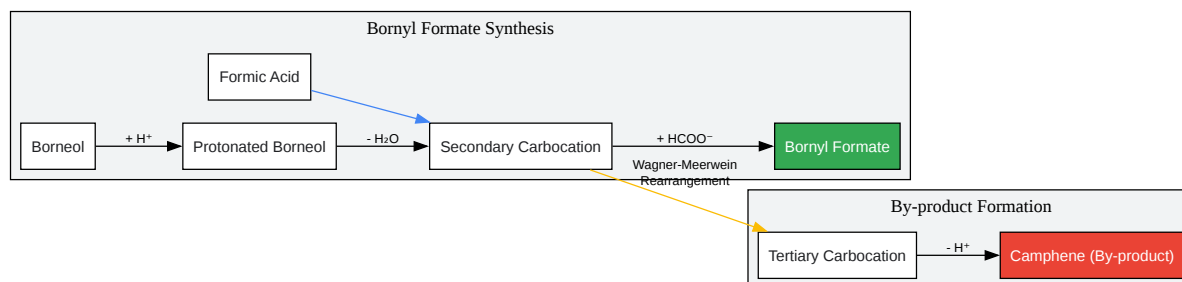 Bornyl Formate Synthesis
Formic Acid
Borneol
+ H⁺
Protonated Borneol
- H₂O
Secondary Carbocation
+ HCOO⁻
Bornyl Formate
Wagner-Meerwein
Rearrangement
By-product Formation
Tertiary Carbocation
- H⁺
Camphene (By-product)